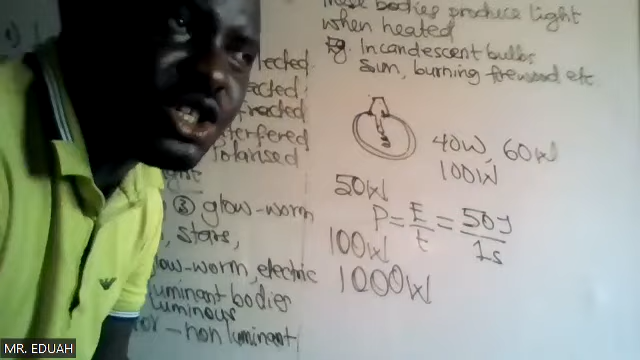 these bodies produce light
when heated
Eg. Incandescent bulbs
Sun, burning firewood etc
lected
ected
racted
terfered
olarised
ght
③ glow-worm
, stars,
low-worm, electric
luminant bodies
luminous
or - non luminant
40W, 60W
100W
50W
P = E/t = 50J/1s
100W
1000W
MR. EDUAH